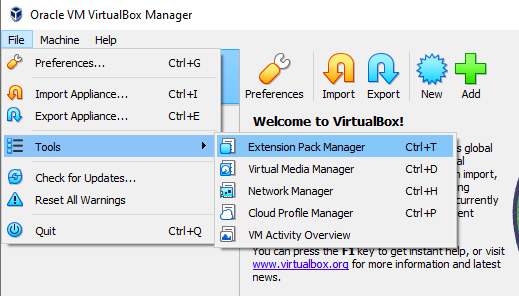 Oracle VM VirtualBox Manager
File Machine Help
Preferences... Ctrl+G
Import Appliance... Ctrl+I
Export Appliance... Ctrl+E
Tools
Check for Updates...
Reset All Warnings
Quit Ctrl+Q
Extension Pack Manager Ctrl+T
Virtual Media Manager Ctrl+D
Network Manager Ctrl+H
Cloud Profile Manager Ctrl+P
VM Activity Overview
Preferences Import Export New Add
Welcome to VirtualBox!
s global
n import,
urrently
ent
You can press the F1 key to get instant help, or visit
www.virtualbox.org for more information and latest
news.